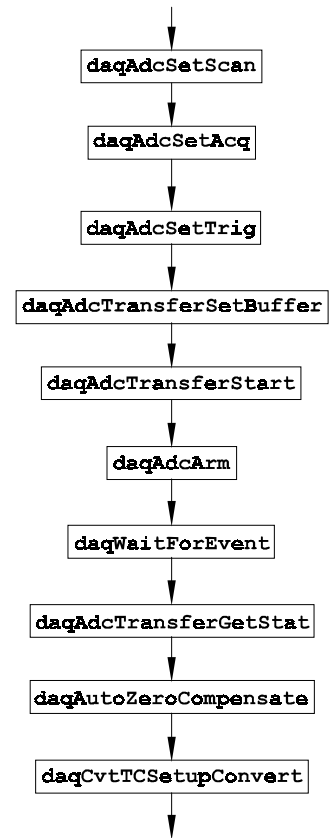 daqAdcSetScan
daqAdcSetAcq
daqAdcSetTrig
daqAdcTransferSetBuffer
daqAdcTransferStart
daqAdcArm
daqWaitForEvent
daqAdcTransferGetStat
daqAutoZeroCompensate
daqCvtTCSetupConvert